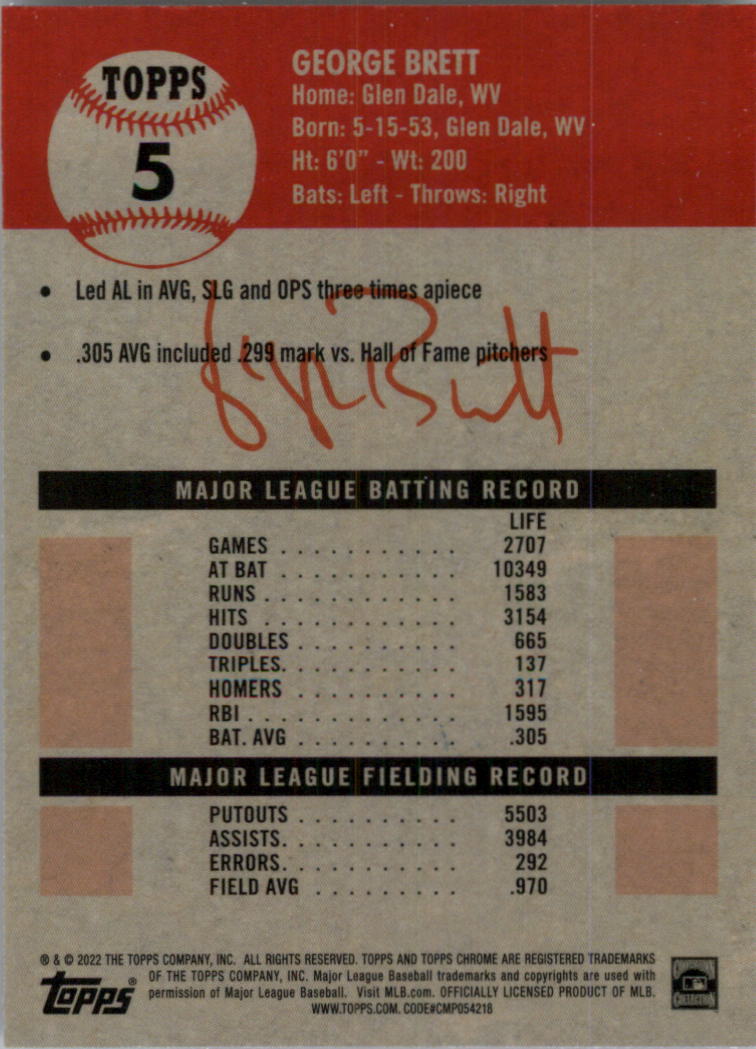 TOPPS
5
GEORGE BRETT
Home: Glen Dale, WV
Born: 5-15-53, Glen Dale, WV
Ht: 6'0" - Wt: 200
Bats: Left - Throws: Right
• Led AL in AVG, SLG and OPS three times apiece
• .305 AVG included .299 mark vs. Hall of Fame pitchers
George Brett
MAJOR LEAGUE BATTING RECORD
LIFE
GAMES . . . . . . . . . . . 2707
AT BAT . . . . . . . . . . . 10349
RUNS . . . . . . . . . . . . 1583
HITS . . . . . . . . . . . . 3154
DOUBLES . . . . . . . . . . 665
TRIPLES. . . . . . . . . . . 137
HOMERS . . . . . . . . . . 317
RBI . . . . . . . . . . . . . 1595
BAT. AVG . . . . . . . . . . .305
MAJOR LEAGUE FIELDING RECORD
PUTOUTS . . . . . . . . . . 5503
ASSISTS. . . . . . . . . . . 3984
ERRORS. . . . . . . . . . . 292
FIELD AVG . . . . . . . . . .970
® & © 2022 THE TOPPS COMPANY, INC. ALL RIGHTS RESERVED. TOPPS AND TOPPS CHROME ARE REGISTERED TRADEMARKS
OF THE TOPPS COMPANY, INC. Major League Baseball trademarks and copyrights are used with
permission of Major League Baseball. Visit MLB.com. OFFICIALLY LICENSED PRODUCT OF MLB.
WWW.TOPPS.COM. CODE#CMP054218
topps®
COOPERSTOWN
COLLECTION